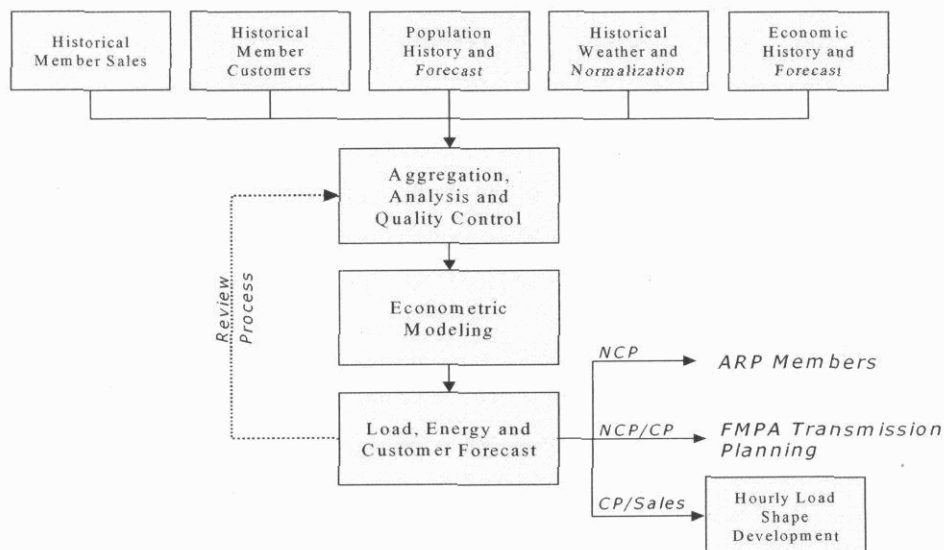 Historical
Member Sales
Historical
Member
Customers
Population
History and
Forecast
Historical
Weather and
Normalization
Economic
History and
Forecast
Aggregation,
Analysis and
Quality Control
Review
Process
Econometric
Modeling
Load, Energy and
Customer Forecast
NCP
ARP Members
NCP/CP
FMPA Transmission
Planning
CP/Sales
Hourly Load
Shape
Development